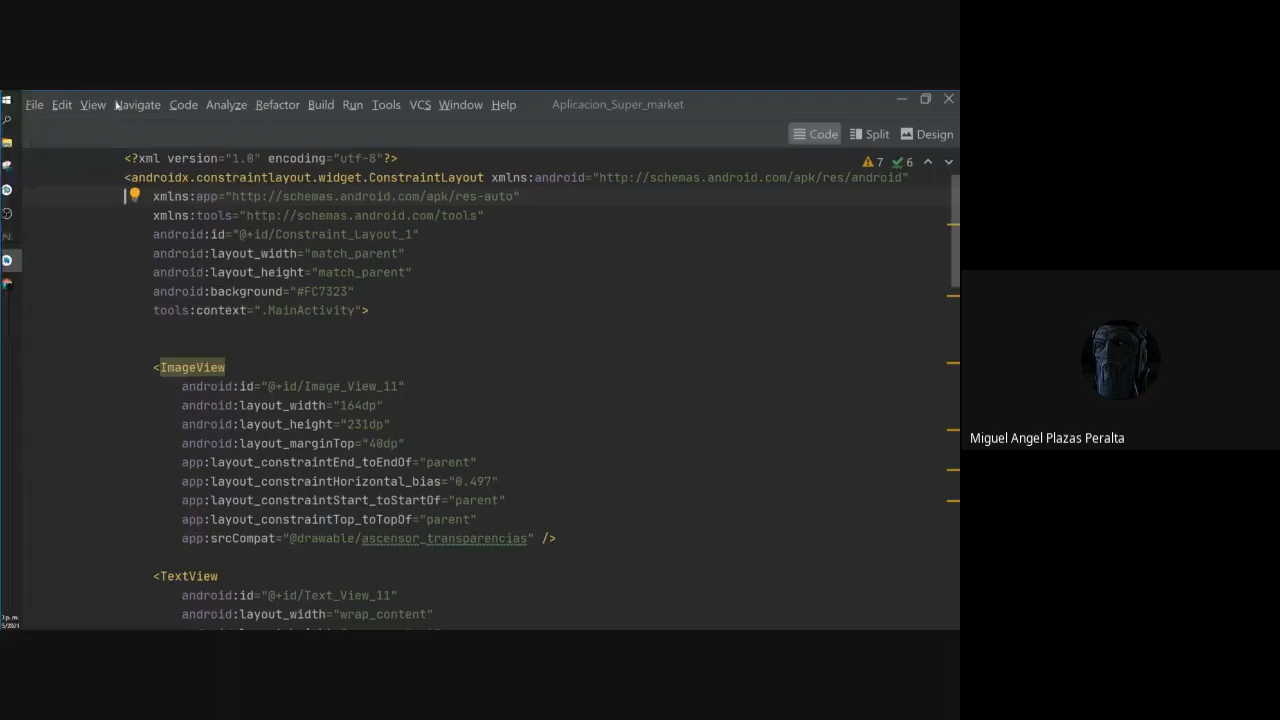 File Edit View Navigate Code Analyze Refactor Build Run Tools VCS Window Help Aplicacion_Super_market
Code Split Design
<?xml version="1.0" encoding="utf-8"?>
7 6
<androidx.constraintlayout.widget.ConstraintLayout xmlns:android="http://schemas.android.com/apk/res/android"
xmlns:app="http://schemas.android.com/apk/res-auto"
xmlns:tools="http://schemas.android.com/tools"
android:id="@+id/Constraint_Layout_1"
android:layout_width="match_parent"
android:layout_height="match_parent"
android:background="#FC7323"
tools:context=".MainActivity">
<ImageView
android:id="@+id/Image_View_11"
android:layout_width="164dp"
android:layout_height="231dp"
android:layout_marginTop="40dp"
app:layout_constraintEnd_toEndOf="parent"
app:layout_constraintHorizontal_bias="0.497"
app:layout_constraintStart_toStartOf="parent"
app:layout_constraintTop_toTopOf="parent"
app:srcCompat="@drawable/ascensor_transparencias" />
<TextView
android:id="@+id/Text_View_11"
android:layout_width="wrap_content"
Miguel Angel Plazas Peralta